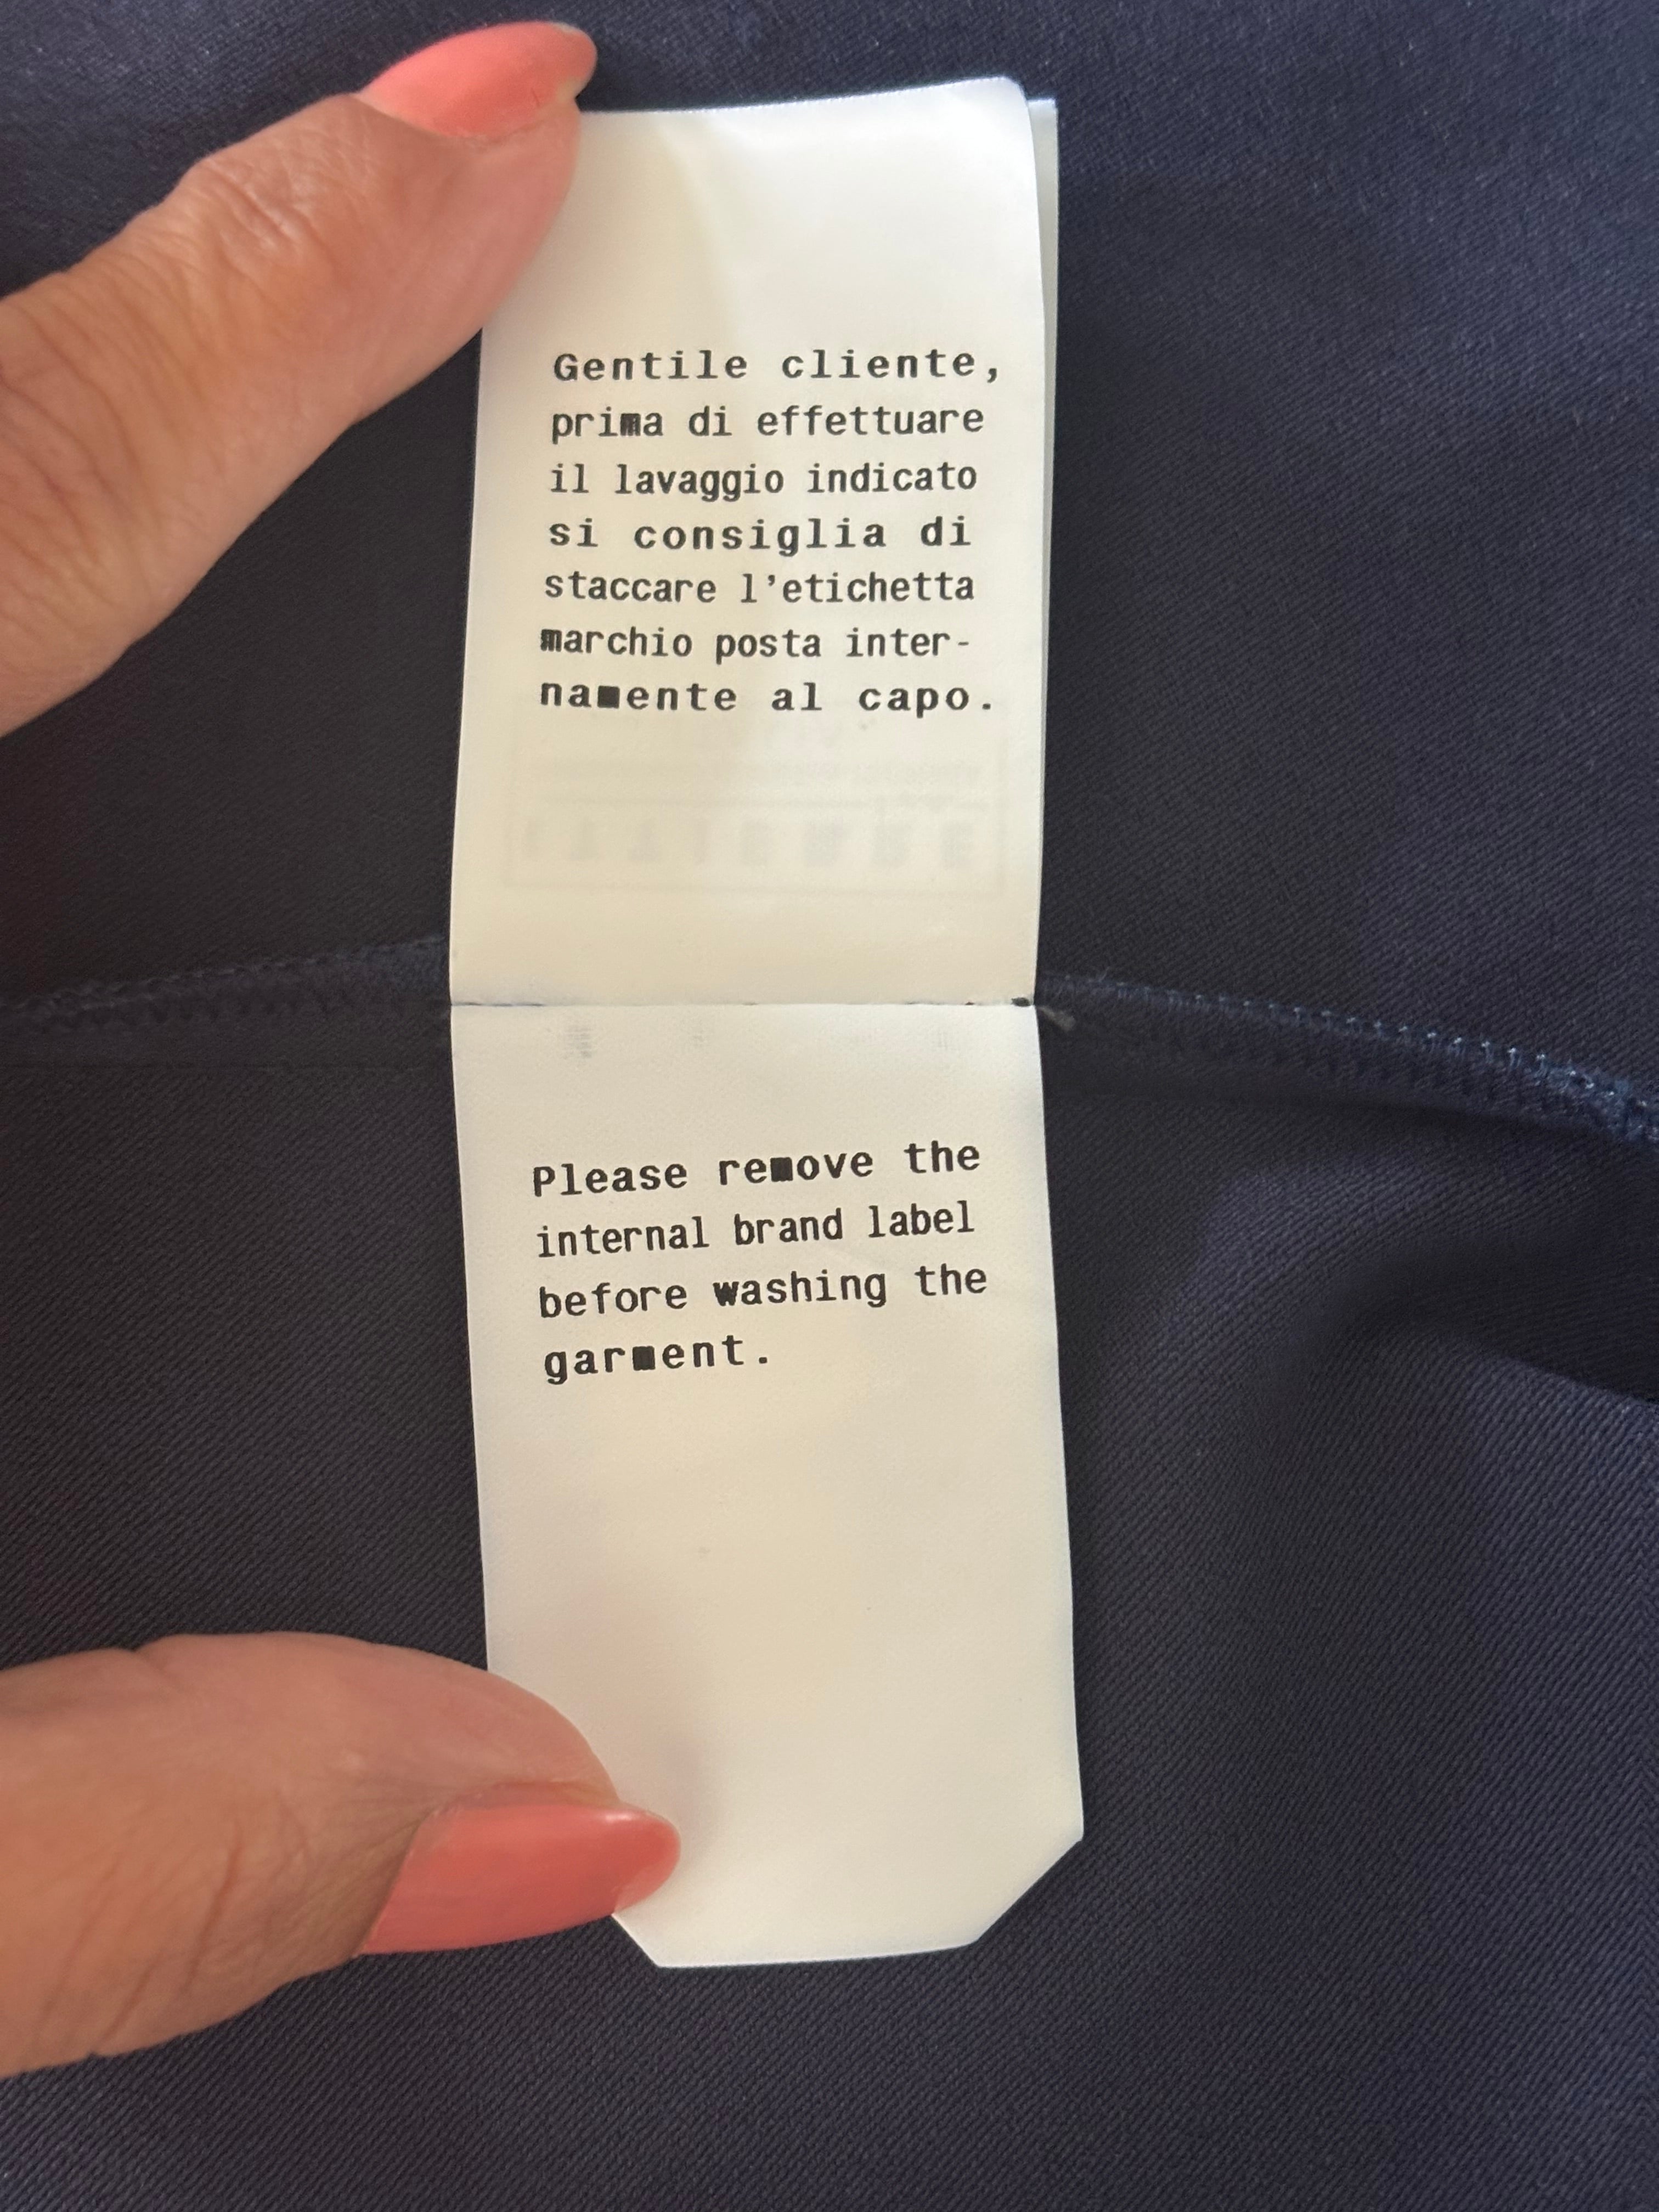 Gentile cliente,
prima di effettuare
il lavaggio indicato
si consiglia di
staccare l'etichetta
marchio posta inter-
namente al capo.
Please remove the
internal brand label
before washing the
garment.